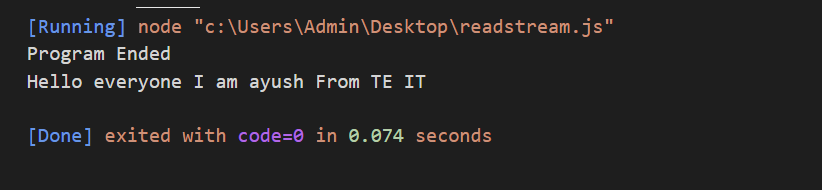 [Running] node "c:\Users\Admin\Desktop\readstream.js"
Program Ended
Hello everyone I am ayush From TE IT
[Done] exited with code=0 in 0.074 seconds